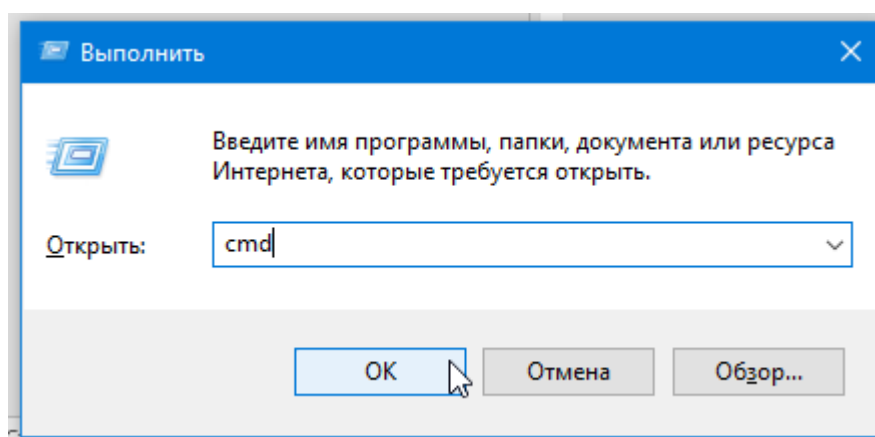 Выполнить
Введите имя программы, папки, документа или ресурса
Интернета, которые требуется открыть.
Открыть: cmd
OK Отмена Обзор...